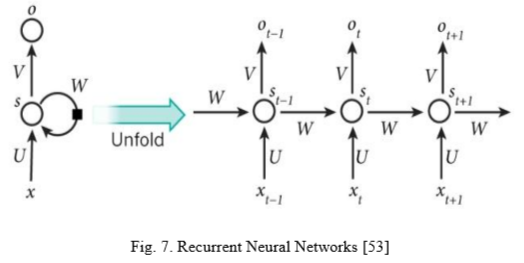 o
o_{t-1} o_t o_{t+1}
V W V V V
s W s_{t-1} s_t s_{t+1}
Unfold W W W
U U U U
x x_{t-1} x_t x_{t+1}
Fig. 7. Recurrent Neural Networks [53]